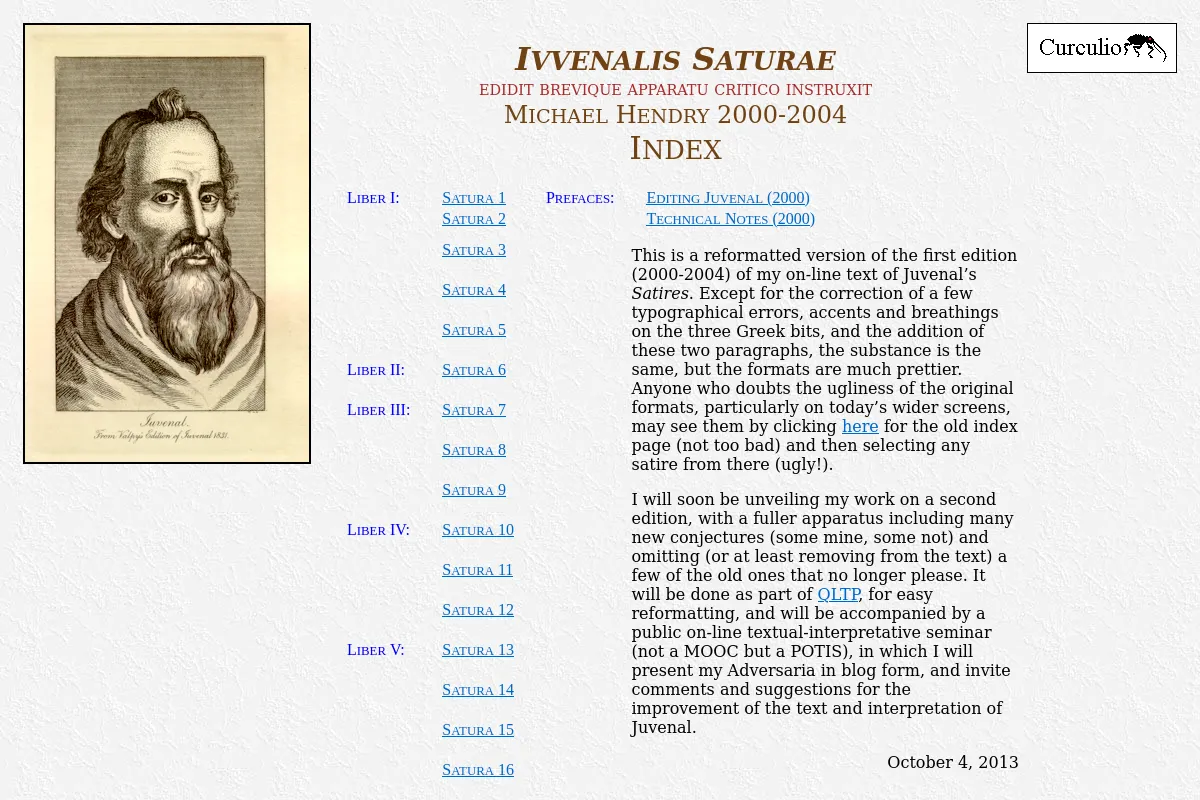 IVVENALIS SATURAE
EDIDIT BREVIQUE APPARATU CRITICO INSTRUXIT
MICHAEL HENDRY 2000-2004
INDEX
Curculio
Juvenal.
From Valpy's Edition of Juvenal 1831.
LIBER I: SATURA 1 PREFACES: EDITING JUVENAL (2000)
SATURA 2 TECHNICAL NOTES (2000)
SATURA 3
SATURA 4
SATURA 5
LIBER II: SATURA 6
LIBER III: SATURA 7
SATURA 8
SATURA 9
LIBER IV: SATURA 10
SATURA 11
SATURA 12
LIBER V: SATURA 13
SATURA 14
SATURA 15
SATURA 16
This is a reformatted version of the first edition
(2000-2004) of my on-line text of Juvenal’s
Satires. Except for the correction of a few
typographical errors, accents and breathings
on the three Greek bits, and the addition of
these two paragraphs, the substance is the
same, but the formats are much prettier.
Anyone who doubts the ugliness of the original
formats, particularly on today’s wider screens,
may see them by clicking here for the old index
page (not too bad) and then selecting any
satire from there (ugly!).
I will soon be unveiling my work on a second
edition, with a fuller apparatus including many
new conjectures (some mine, some not) and
omitting (or at least removing from the text) a
few of the old ones that no longer please. It
will be done as part of QLTP, for easy
reformatting, and will be accompanied by a
public on-line textual-interpretative seminar
(not a MOOC but a POTIS), in which I will
present my Adversaria in blog form, and invite
comments and suggestions for the
improvement of the text and interpretation of
Juvenal.
October 4, 2013